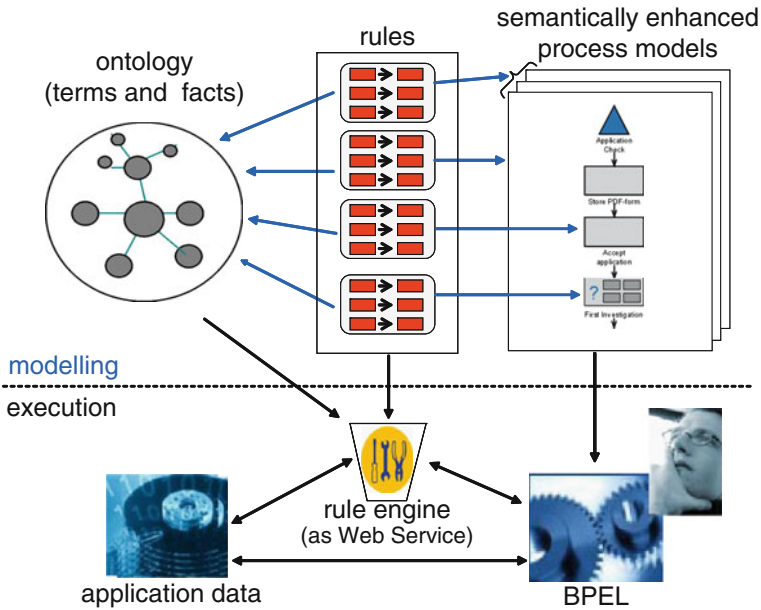 semantically enhanced
process models
rules
ontology
(terms and facts)
Application
Check
Store PDF-form
Accept
application
?
First Investigation
modelling
execution
rule engine
(as Web Service)
application data
BPEL